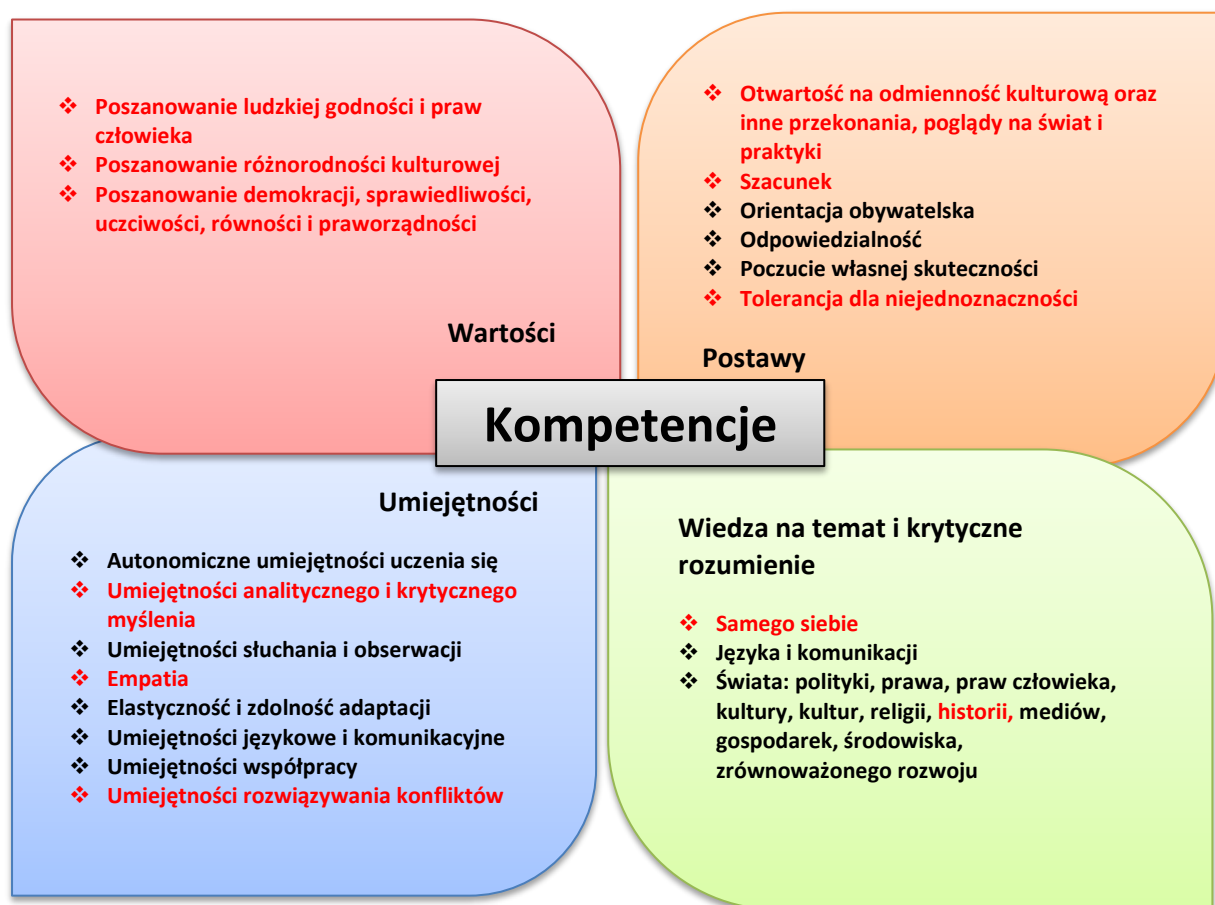 ❖ Poszanowanie ludzkiej godności i praw
człowieka
❖ Poszanowanie różnorodności kulturowej
❖ Poszanowanie demokracji, sprawiedliwości,
uczciwości, równości i praworządności
Wartości
❖ Otwartość na odmienność kulturową oraz
inne przekonania, poglądy na świat i
praktyki
❖ Szacunek
❖ Orientacja obywatelska
❖ Odpowiedzialność
❖ Poczucie własnej skuteczności
❖ Tolerancja dla niejednoznaczności
Postawy
Kompetencje
Umiejętności
❖ Autonomiczne umiejętności uczenia się
❖ Umiejętności analitycznego i krytycznego
myślenia
❖ Umiejętności słuchania i obserwacji
❖ Empatia
❖ Elastyczność i zdolność adaptacji
❖ Umiejętności językowe i komunikacyjne
❖ Umiejętności współpracy
❖ Umiejętności rozwiązywania konfliktów
Wiedza na temat i krytyczne
rozumienie
❖ Samego siebie
❖ Języka i komunikacji
❖ Świata: polityki, prawa, praw człowieka,
kultury, kultur, religii, historii, mediów,
gospodarek, środowiska,
zrównoważonego rozwoju